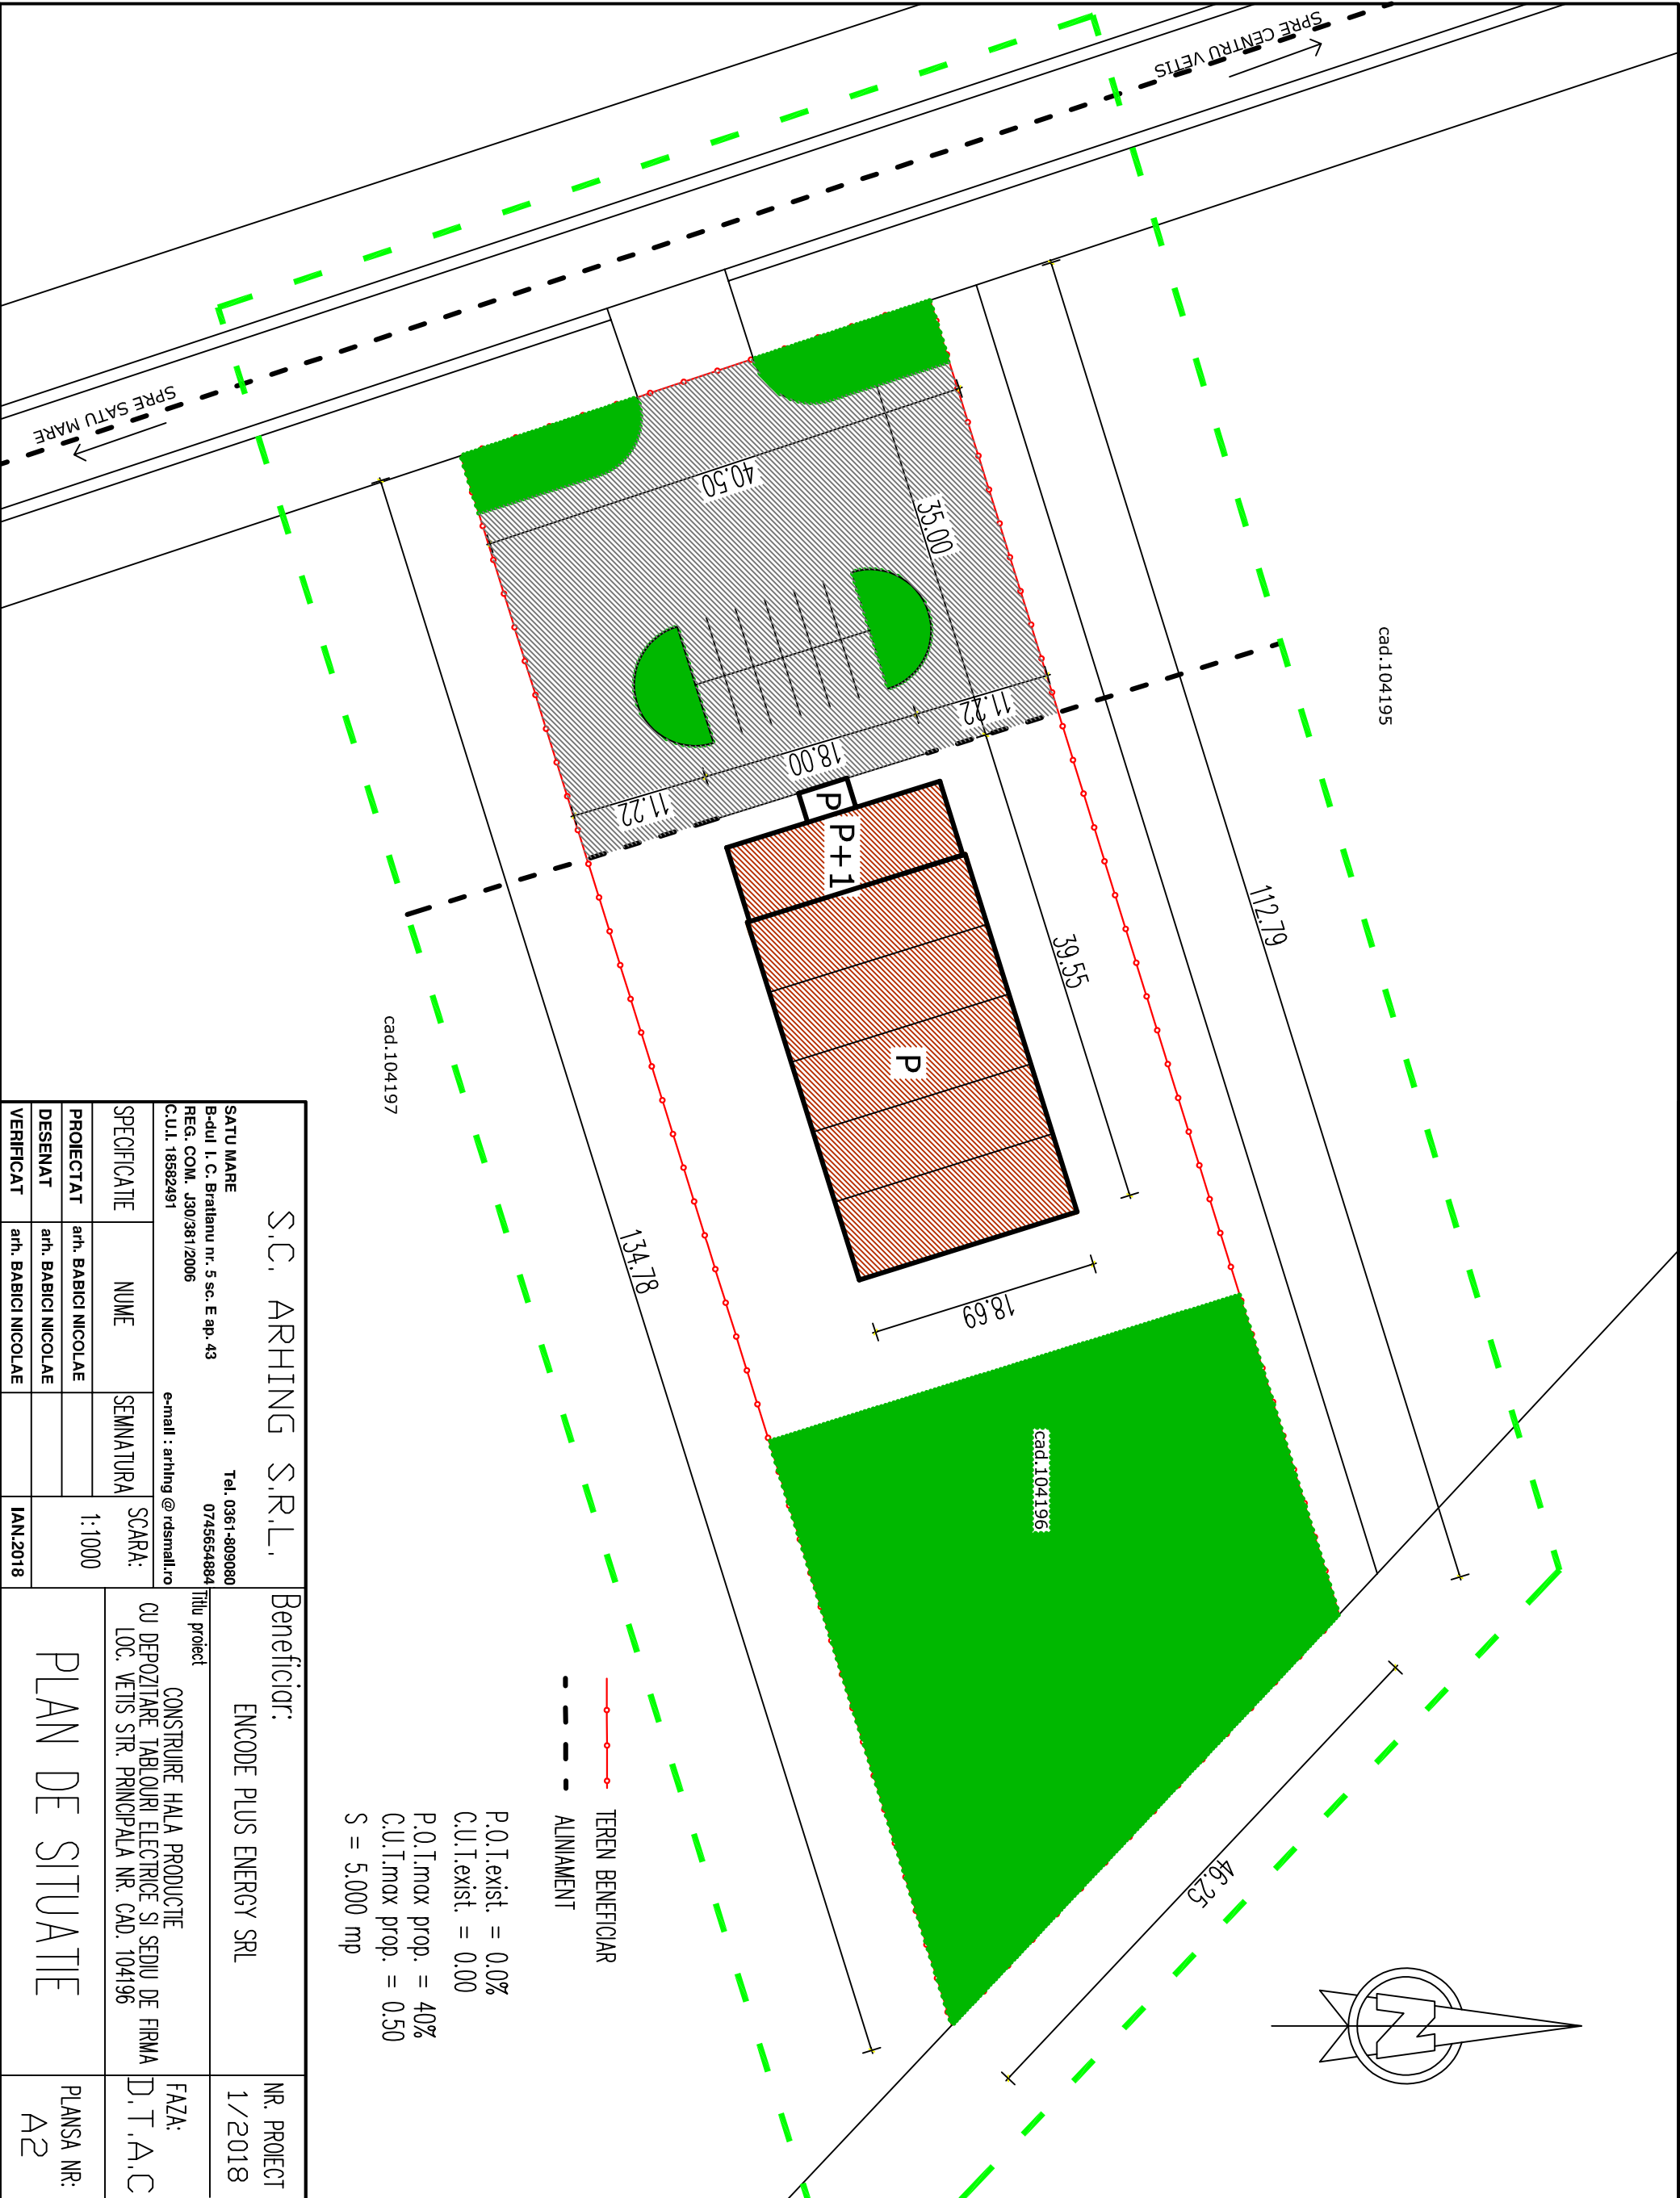 SPRE CENTRU VETIS
SPRE SATU MARE
cad.104195
40.50
35.00
11.22
18.00
11.22
P
P+1
P
39.55
112.79
18.69
134.78
cad.104197
cad.104196
46.25
TEREN BENEFICIAR
ALINIAMENT
P.O.T.exist. = 0.0%
C.U.T.exist. = 0.00
P.O.T.max prop. = 40%
C.U.T.max prop. = 0.50
S = 5.000 mp
N
S.C. ARHING S.R.L.
SATU MARE
B-dul I. C. Bratianu nr. 5 sc. E ap. 43
REG. COM. J30/381/2006
C.U.I. 18582491
Tel. 0361-809080
0745654884
e-mail : arhing @ rdsmail.ro
SPECIFICATIE NUME SEMNATURA SCARA:
1:1000
PROIECTAT arh. BABICI NICOLAE
DESENAT arh. BABICI NICOLAE
VERIFICAT arh. BABICI NICOLAE IAN.2018
Beneficiar:
ENCODE PLUS ENERGY SRL
Titlu proiect
CONSTRUIRE HALA PRODUCTIE
CU DEPOZITARE TABLOURI ELECTRICE SI SEDIU DE FIRMA
LOC. VETIS STR. PRINCIPALA NR. CAD. 104196
PLAN DE SITUATIE
NR. PROIECT
1/2018
FAZA:
D.T.A.C
PLANSA NR:
A2